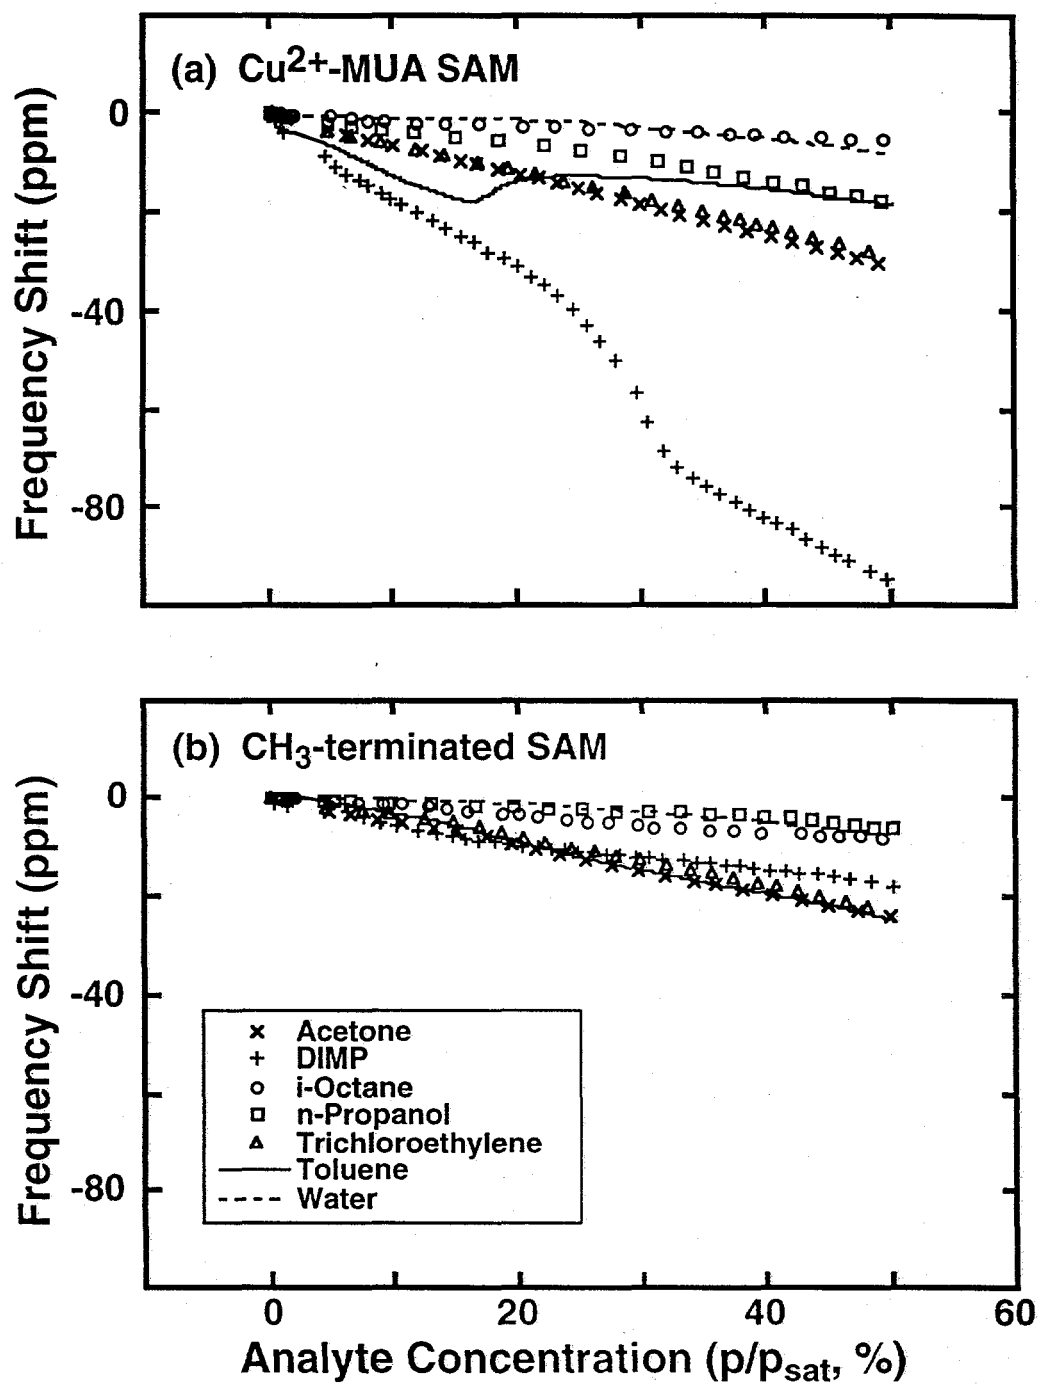 (a) Cu2+-MUA SAM
0
-40
-80
Frequency Shift (ppm)
(b) CH3-terminated SAM
0
-40
-80
Frequency Shift (ppm)
Acetone
DIMP
i-Octane
n-Propanol
Trichloroethylene
Toluene
Water
0 20 40 60
Analyte Concentration (p/psat, %)